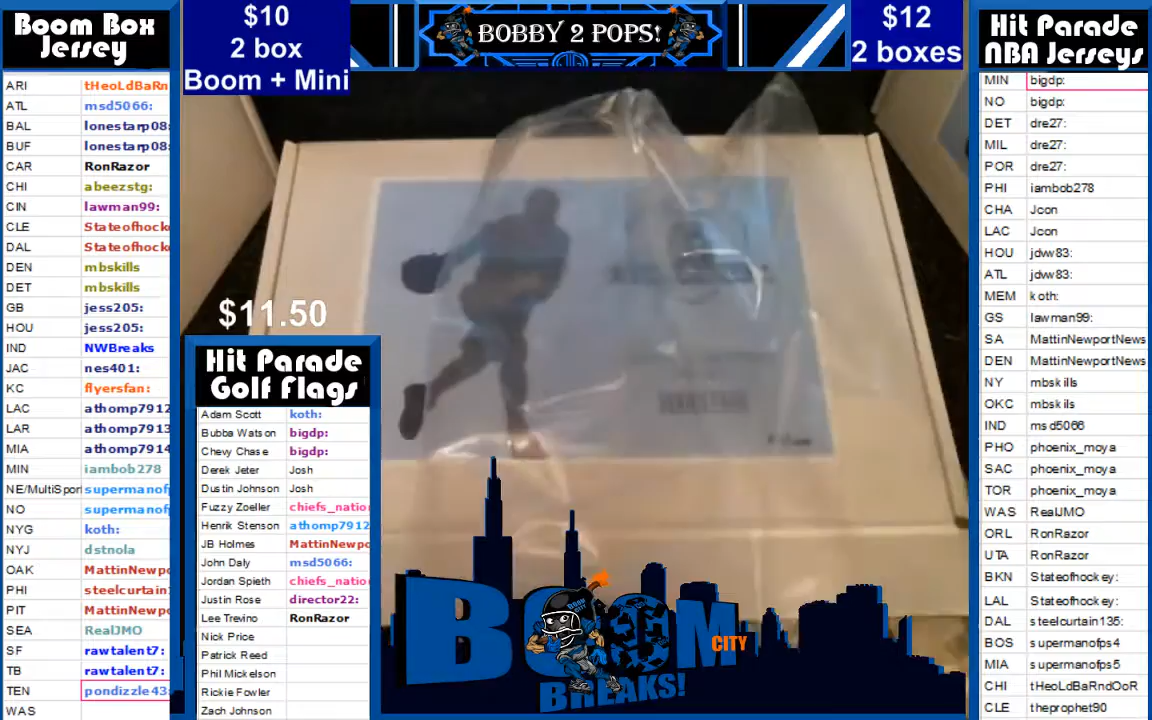 Boom Box
Jersey
ARI tHeoLdBaRn
ATL msd5066:
BAL lonestarp08:
BUF lonestarp08:
CAR RonRazor
CHI abeezstg:
CIN lawman99:
CLE Stateofhock
DAL Stateofhock
DEN mbskills
DET mbskills
GB jess205:
HOU jess205:
IND NWBreaks
JAC nes401:
KC flyersfan:
LAC athomp7912
LAR athomp7913
MIA athomp7914
MIN iambob278
NE/MultiSport supermanofp
NO supermanofp
NYG koth:
NYJ dstnola
OAK MattinNewpo
PHI steelcurtain
PIT MattinNewpo
SEA RealJMO
SF rawtalent7:
TB rawtalent7:
TEN pondizzle43:
WAS
$10
2 box
Boom + Mini
BOBBY 2 POPS!
$12
2 boxes
$11.50
Hit Parade
Golf Flags
Adam Scott koth:
Bubba Watson bigdp:
Chevy Chase bigdp:
Derek Jeter Josh
Dustin Johnson Josh
Fuzzy Zoeller chiefs_natio
Henrik Stenson athomp7912
JB Holmes MattinNewpo
John Daly msd5066:
Jordan Spieth chiefs_natio
Justin Rose director22:
Lee Trevino RonRazor
Nick Price
Patrick Reed
Phil Mickelson
Rickie Fowler
Zach Johnson
BOOM
CITY
BREAKS!
Hit Parade
NBA Jerseys
MIN bigdp:
NO bigdp:
DET dre27:
MIL dre27:
POR dre27:
PHI iambob278
CHA Jcon
LAC Jcon
HOU jdw83:
ATL jdw83:
MEM koth:
GS lawman99:
SA MattinNewportNews
DEN MattinNewportNews
NY mbskills
OKC mbskils
IND msd5066
PHO phoenix_moya
SAC phoenix_moya
TOR phoenix_moya
WAS RealJMO
ORL RonRazor
UTA RonRazor
BKN Stateofhockey:
LAL Stateofhockey:
DAL steelcurtain135:
BOS supermanofps4
MIA supermanofps5
CHI tHeoLdBaRndOoR
CLE theprophet90